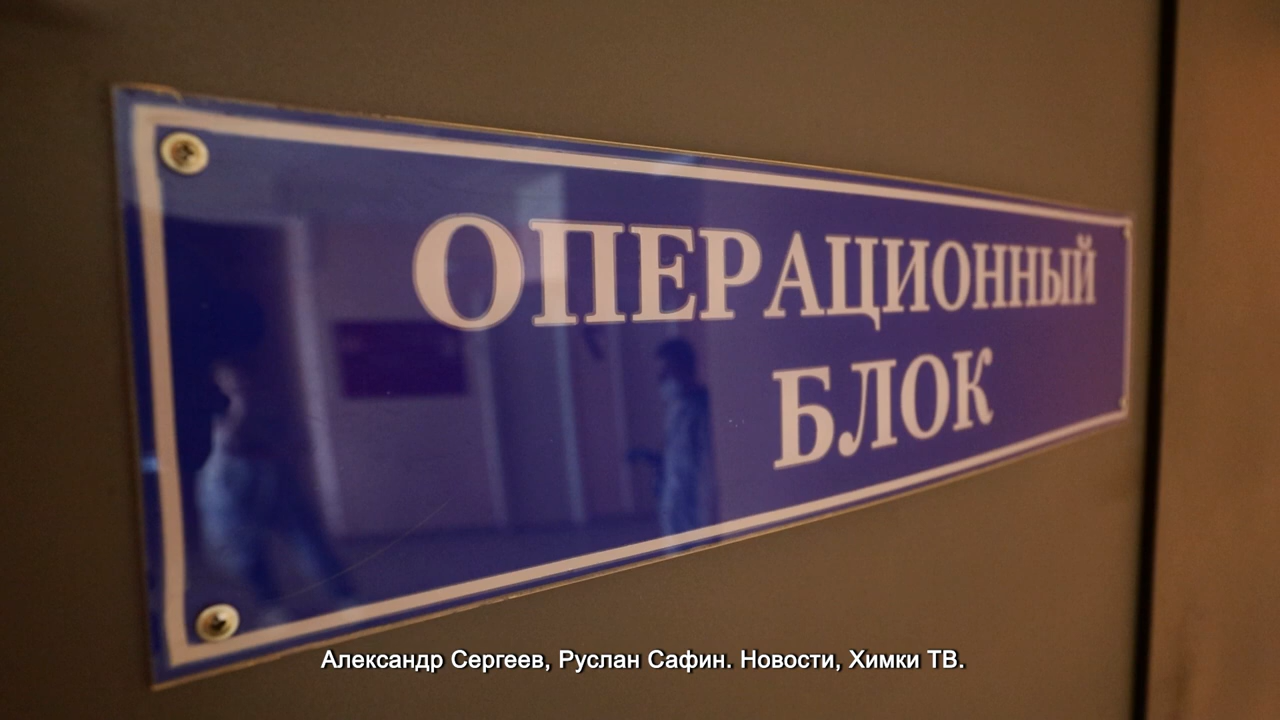 ОПЕРАЦИОННЫЙ
БЛОК
Александр Сергеев, Руслан Сафин. Новости, Химки ТВ.